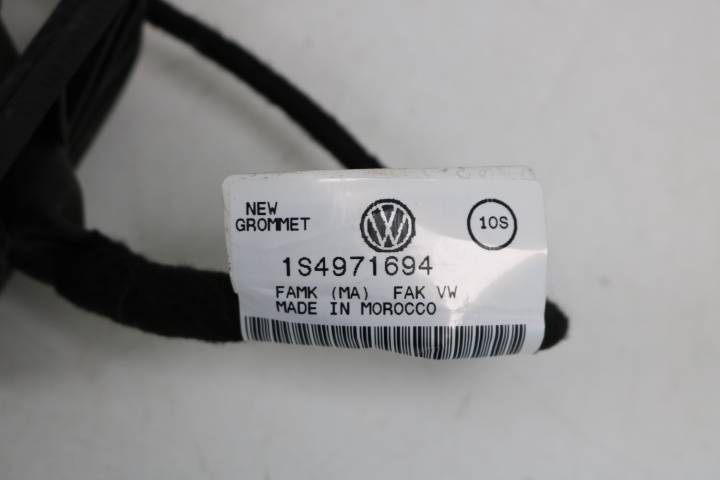 NEW
GROMMET
10S
1S4971694
FAMK (MA) FAK VW
MADE IN MOROCCO